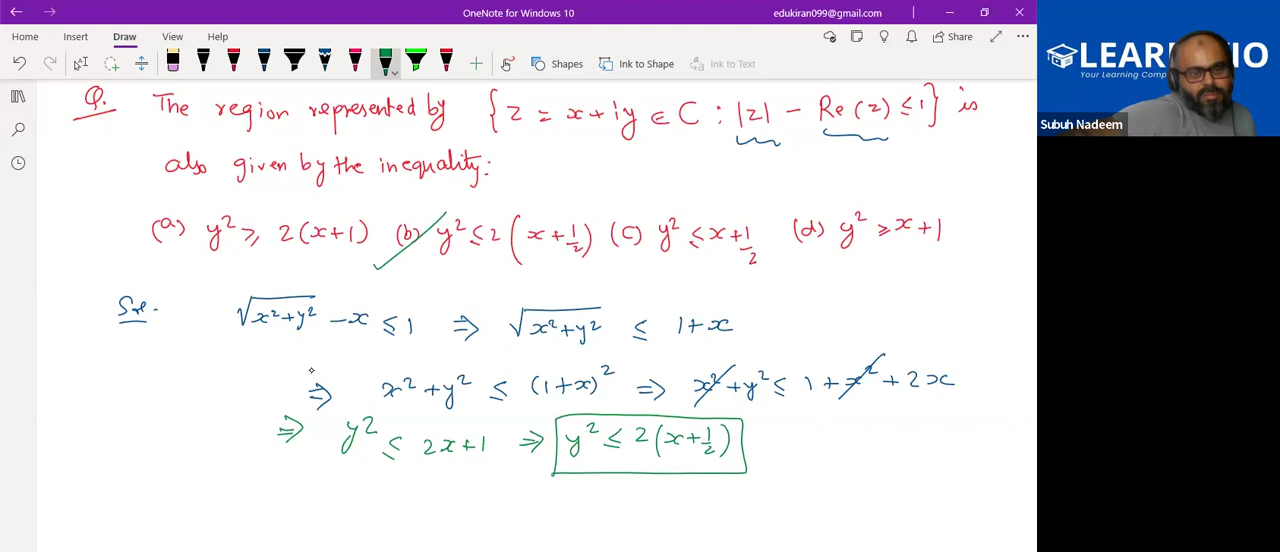 OneNote for Windows 10
edukiran099@gmail.com
Home Insert Draw View Help
Share
Shapes Ink to Shape Ink to Text
LEARN
IO
Your Learning Comp
Subuh Nadeem
Q. The region represented by {z = x+iy ∈ C : |z| - Re(z) ≤ 1} is
also given by the inequality:
(a) y² ≥ 2(x+1) (b) y² ≤ 2(x+1/2) (c) y² ≤ x+1/2 (d) y² ≥ x+1
Sol. √(x²+y²) - x ≤ 1 ⇒ √(x²+y²) ≤ 1+x
⇒ x²+y² ≤ (1+x)² ⇒ x²+y² ≤ 1+x²+2x
⇒ y² ≤ 2x+1 ⇒ y² ≤ 2(x+1/2)